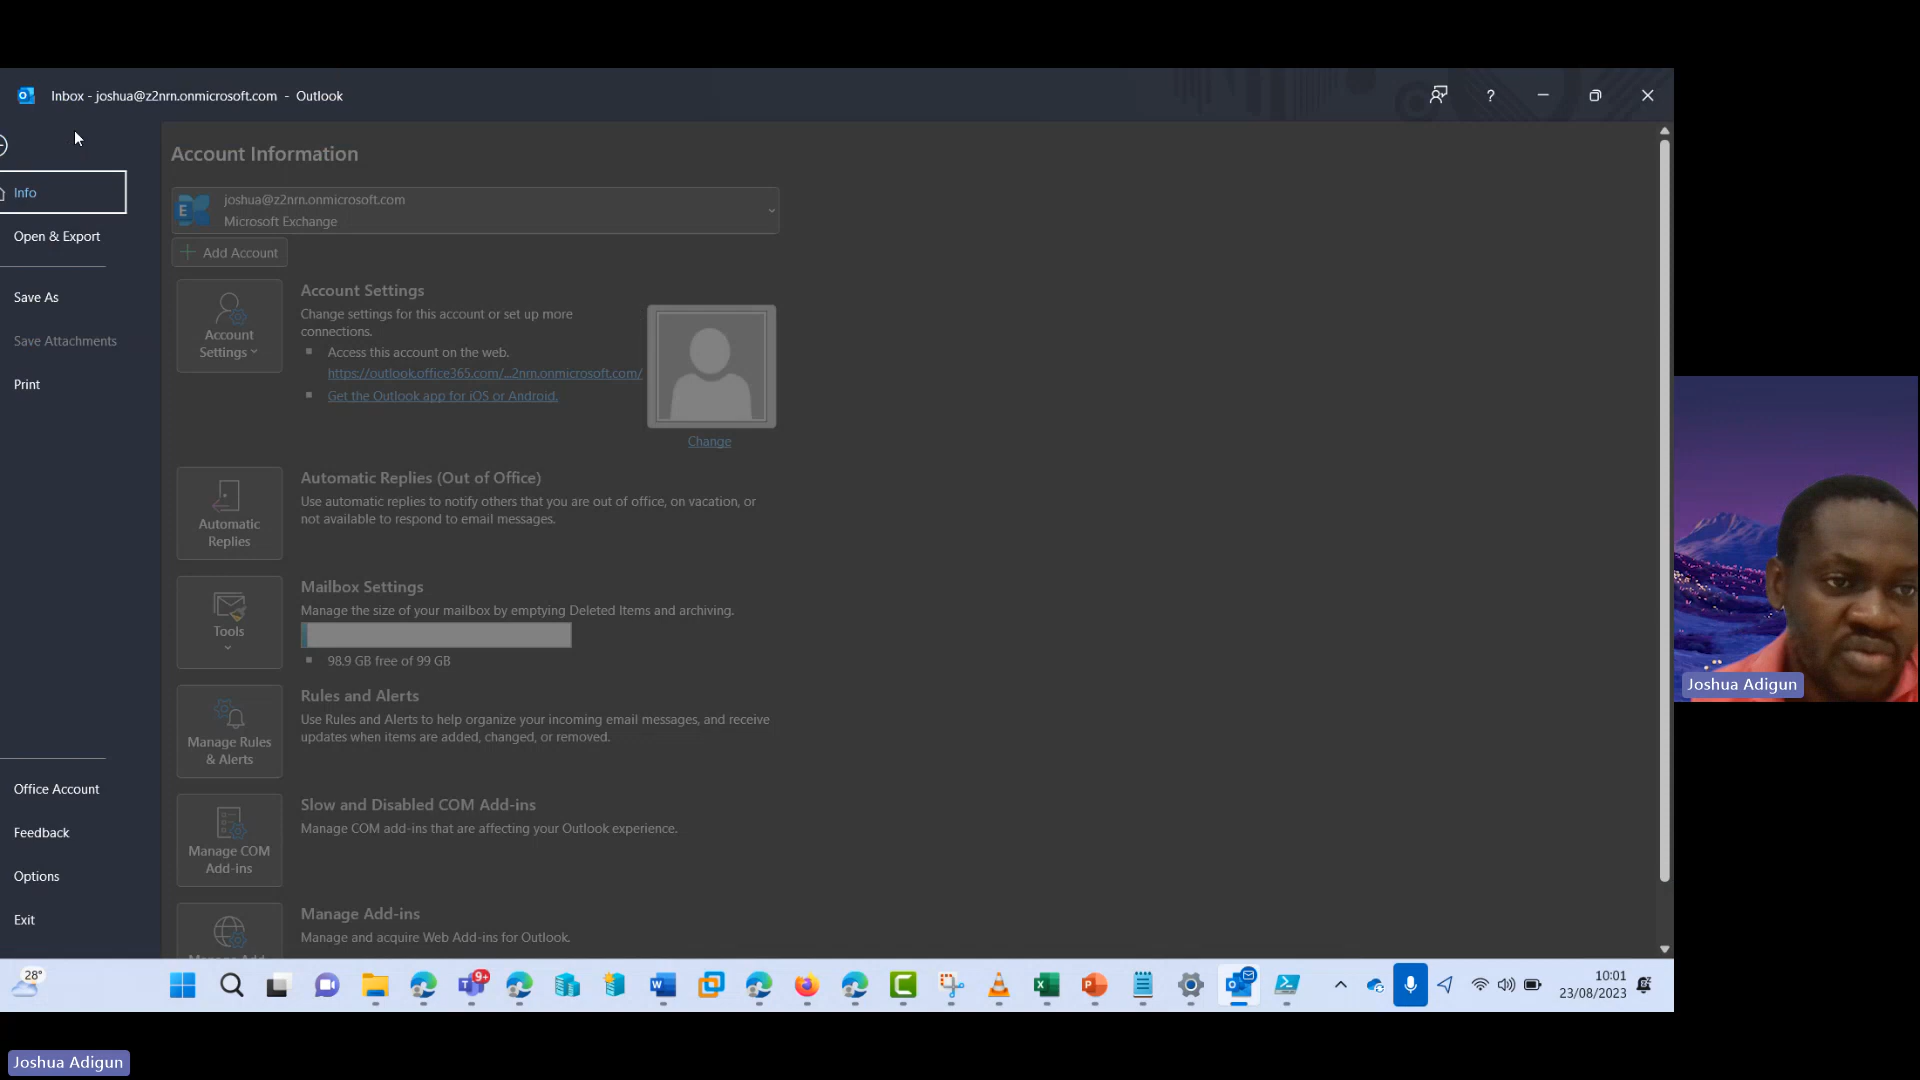 Inbox - joshua@z2nrn.onmicrosoft.com - Outlook
?
Info
Open & Export
Save As
Save Attachments
Print
Office Account
Feedback
Options
Exit
Account Information
joshua@z2nrn.onmicrosoft.com
Microsoft Exchange
Add Account
Account
Settings
Account Settings
Change settings for this account or set up more
connections.
Access this account on the web.
https://outlook.office365.com/...2nrn.onmicrosoft.com/
Get the Outlook app for iOS or Android.
Change
Automatic
Replies
Automatic Replies (Out of Office)
Use automatic replies to notify others that you are out of office, on vacation, or
not available to respond to email messages.
Tools
Mailbox Settings
Manage the size of your mailbox by emptying Deleted Items and archiving.
98.9 GB free of 99 GB
Manage Rules
& Alerts
Rules and Alerts
Use Rules and Alerts to help organize your incoming email messages, and receive
updates when items are added, changed, or removed.
Manage COM
Add-ins
Slow and Disabled COM Add-ins
Manage COM add-ins that are affecting your Outlook experience.
Manage Add-ins
Manage and acquire Web Add-ins for Outlook.
Joshua Adigun
28°
9+
10:01
23/08/2023
Joshua Adigun